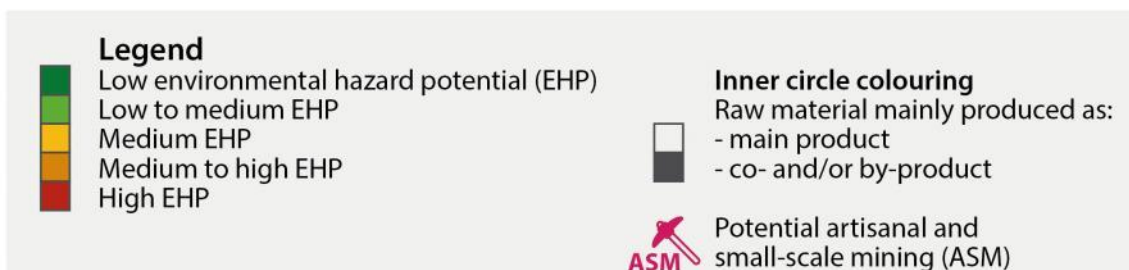 Legend
Low environmental hazard potential (EHP)
Low to medium EHP
Medium EHP
Medium to high EHP
High EHP
Inner circle colouring
Raw material mainly produced as:
- main product
- co- and/or by-product
ASM
Potential artisanal and
small-scale mining (ASM)